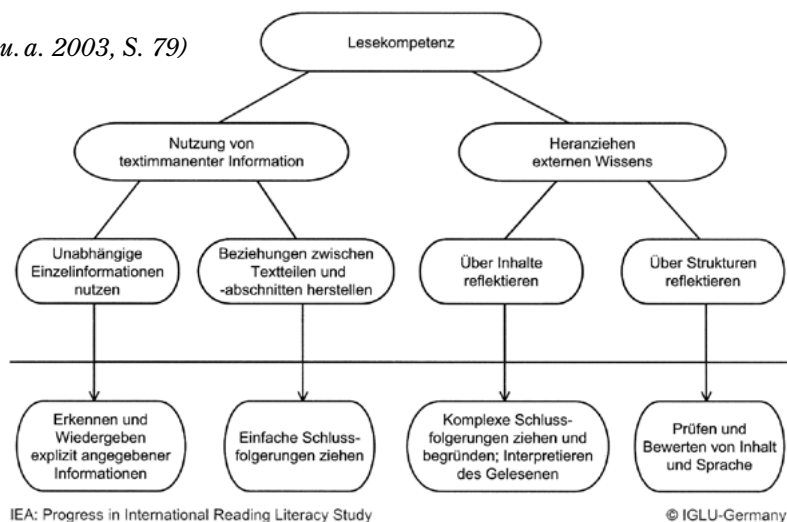 u. a. 2003, S. 79)
Lesekompetenz
Nutzung von
textimmanenter Information
Heranziehen
externen Wissens
Unabhängige
Einzelinformationen
nutzen
Beziehungen zwischen
Textteilen und
-abschnitten herstellen
Über Inhalte
reflektieren
Über Strukturen
reflektieren
Erkennen und
Wiedergeben
explizit angegebener
Informationen
Einfache Schluss-
folgerungen ziehen
Komplexe Schluss-
folgerungen ziehen und
begründen; Interpretieren
des Gelesenen
Prüfen und
Bewerten von Inhalt
und Sprache
IEA: Progress in International Reading Literacy Study
© IGLU-Germany